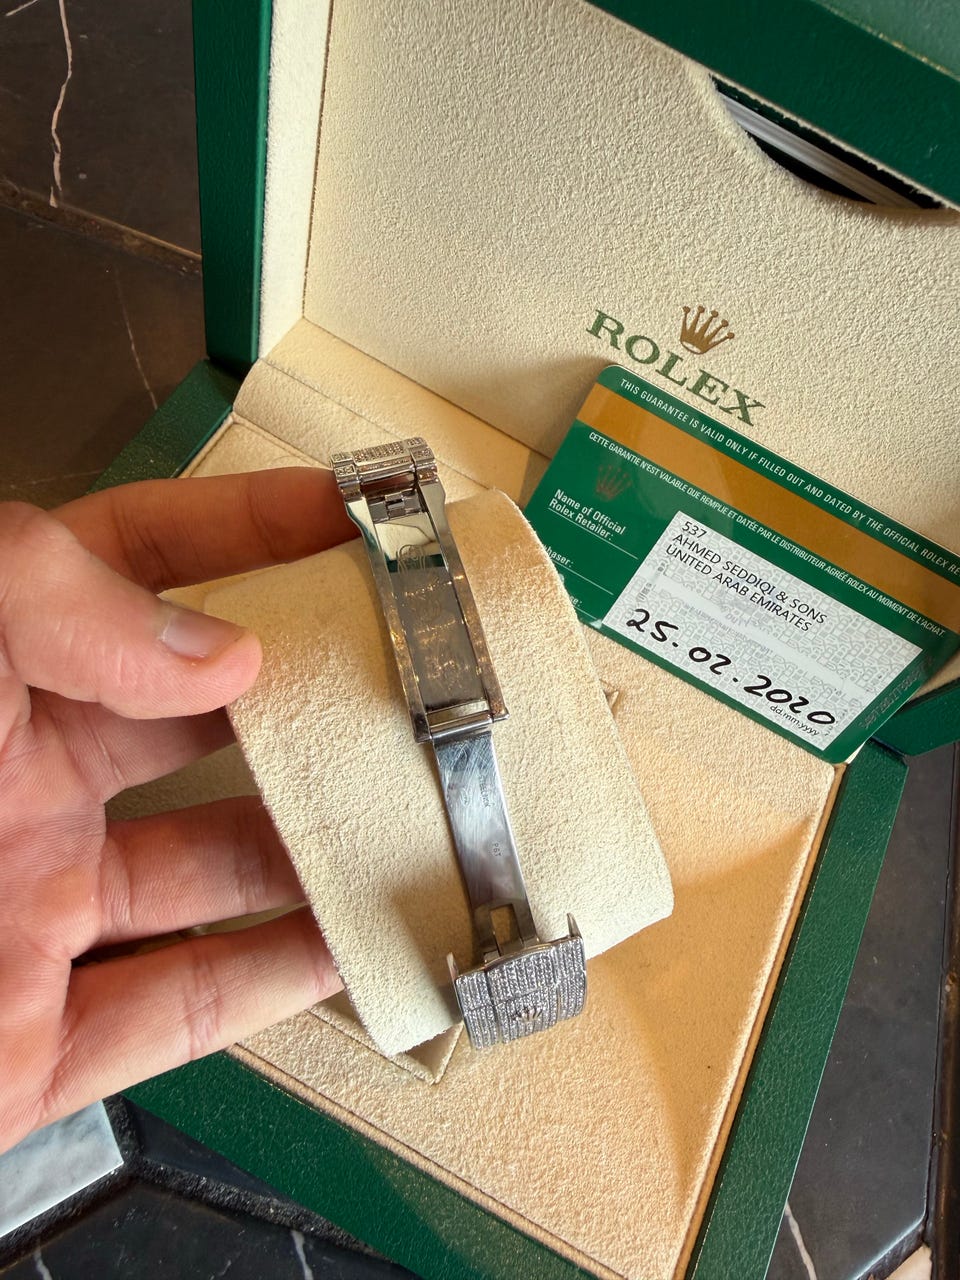 ROLEX
THIS GUARANTEE IS VALID ONLY IF FILLED OUT AND DATED BY THE OFFICIAL ROLEX RE
CETTE GARANTIE N'EST VALABLE QUE REMPLIE ET DATÉE PAR LE DISTRIBUTEUR AGRÉÉ ROLEX AU MOMENT DE L'ACHAT.
Name of Official
Rolex Retailer:
537
AHMED SEDDIQI & SONS
UNITED ARAB EMIRATES
haser:
25.02.2020
dd.mm.yyyy